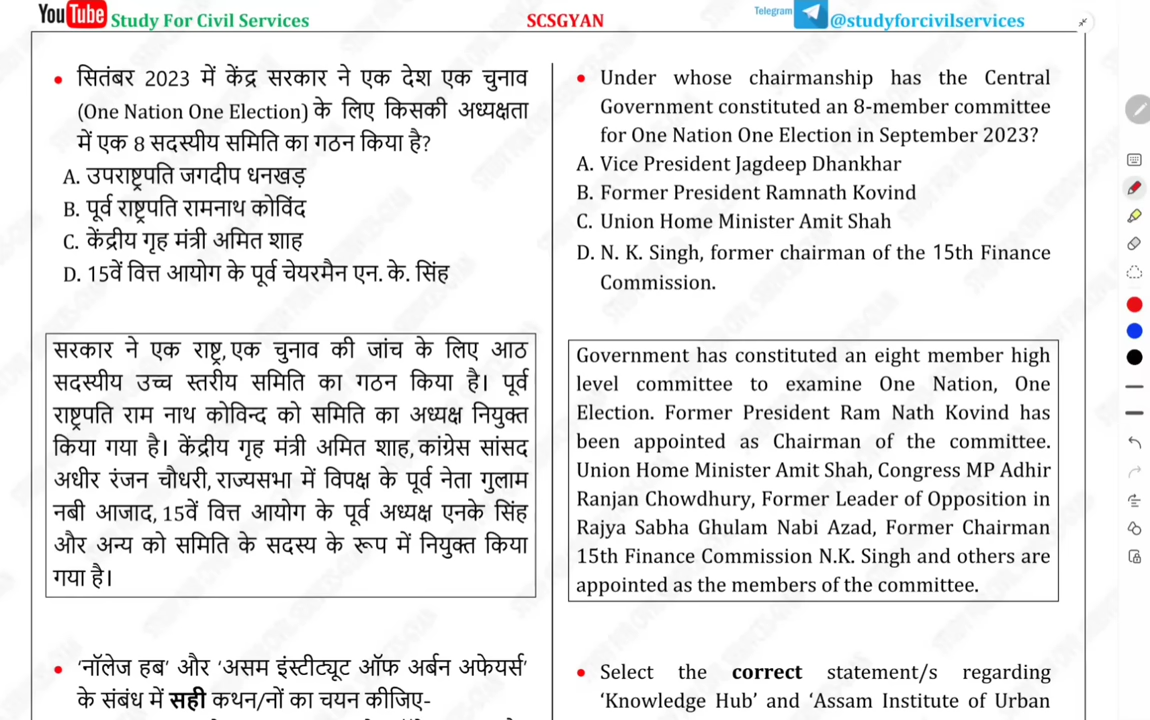 YouTube Study For Civil Services
SCSGYAN
Telegram
@studyforcivilservices
• सितंबर 2023 में केंद्र सरकार ने एक देश एक चुनाव
(One Nation One Election) के लिए किसकी अध्यक्षता
में एक 8 सदस्यीय समिति का गठन किया है?
A. उपराष्ट्रपति जगदीप धनखड़
B. पूर्व राष्ट्रपति रामनाथ कोविंद
C. केंद्रीय गृह मंत्री अमित शाह
D. 15वें वित्त आयोग के पूर्व चेयरमैन एन. के. सिंह
सरकार ने एक राष्ट्र, एक चुनाव की जांच के लिए आठ
सदस्यीय उच्च स्तरीय समिति का गठन किया है। पूर्व
राष्ट्रपति राम नाथ कोविन्द को समिति का अध्यक्ष नियुक्त
किया गया है। केंद्रीय गृह मंत्री अमित शाह, कांग्रेस सांसद
अधीर रंजन चौधरी, राज्यसभा में विपक्ष के पूर्व नेता गुलाम
नबी आजाद, 15वें वित्त आयोग के पूर्व अध्यक्ष एनके सिंह
और अन्य को समिति के सदस्य के रूप में नियुक्त किया
गया है।
• 'नॉलेज हब' और 'असम इंस्टीट्यूट ऑफ अर्बन अफेयर्स'
के संबंध में सही कथन/नों का चयन कीजिए-
• Under whose chairmanship has the Central
Government constituted an 8-member committee
for One Nation One Election in September 2023?
A. Vice President Jagdeep Dhankhar
B. Former President Ramnath Kovind
C. Union Home Minister Amit Shah
D. N. K. Singh, former chairman of the 15th Finance
Commission.
Government has constituted an eight member high
level committee to examine One Nation, One
Election. Former President Ram Nath Kovind has
been appointed as Chairman of the committee.
Union Home Minister Amit Shah, Congress MP Adhir
Ranjan Chowdhury, Former Leader of Opposition in
Rajya Sabha Ghulam Nabi Azad, Former Chairman
15th Finance Commission N.K. Singh and others are
appointed as the members of the committee.
• Select the correct statement/s regarding
'Knowledge Hub' and 'Assam Institute of Urban